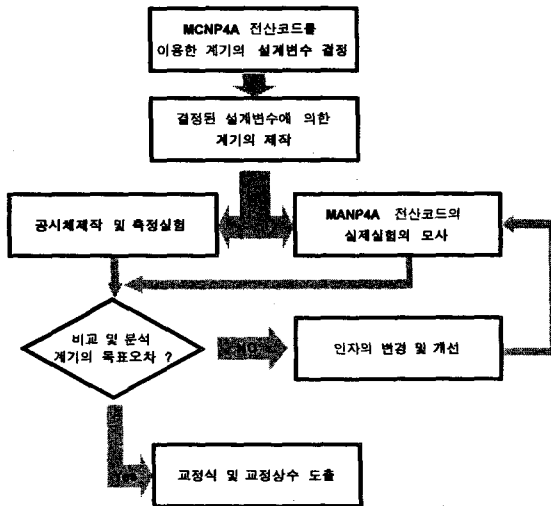 MCNP4A 전산코드를
이용한 계기의 설계변수 결정
결정된 설계변수에 의한
계기의 제작
공시체제작 및 측정실험
MANP4A 전산코드의
실제실험의 모사
비교 및 분석
계기의 목표오차 ?
NO
인자의 변경 및 개선
Yes
교정식 및 교정상수 도출